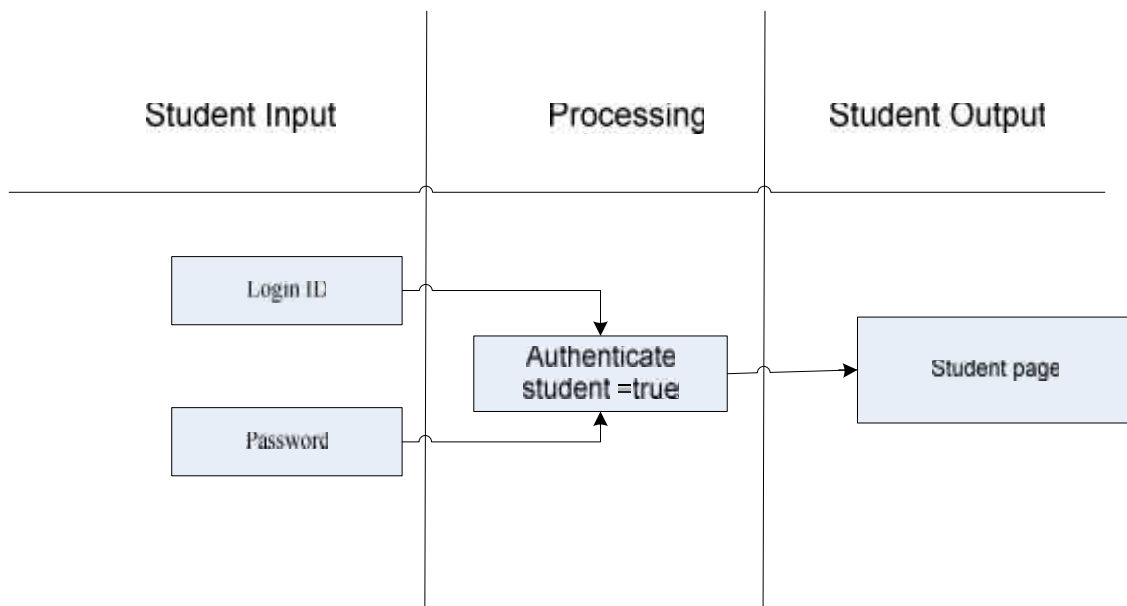 Student Input
Processing
Student Output
Login ID
Password
Authenticate
student =true
Student page